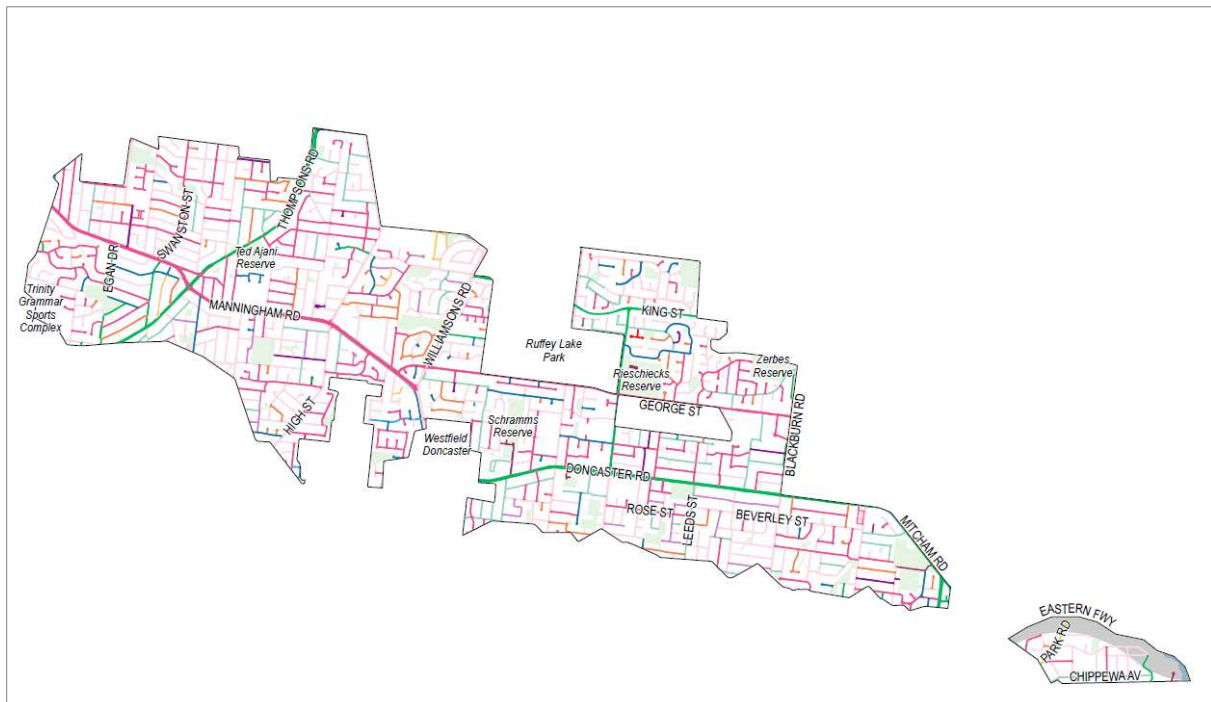 THOMPSONS RD
SWANSTON ST
EGAN DR
Ted Ajani
Reserve
Trinity
Grammar
Sports
Complex
MANNINGHAM RD
WILLIAMSONS RD
HIGH ST
Westfield
Doncaster
Schramms
Reserve
Ruffey Lake
Park
KING ST
Rieschiecks
Reserve
Zerbes
Reserve
GEORGE ST
BLACKBURN RD
DONCASTER RD
ROSE ST
LEEDS ST
BEVERLEY ST
MITCHAM RD
EASTERN FWY
PARK RD
CHIPPEWA AV